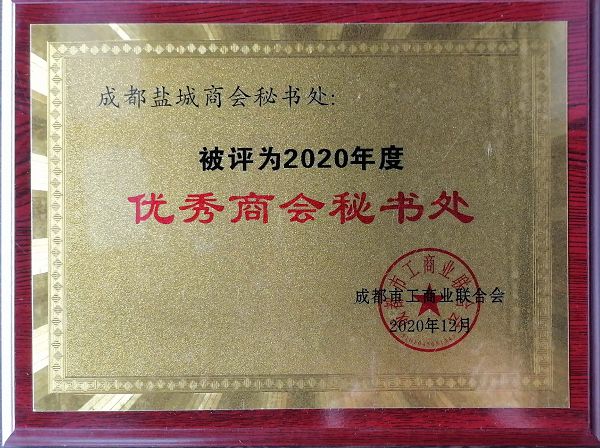 成都盐城商会秘书处:
被评为2020年度
优秀商会秘书处
成都市工商业联合会
2020年12月